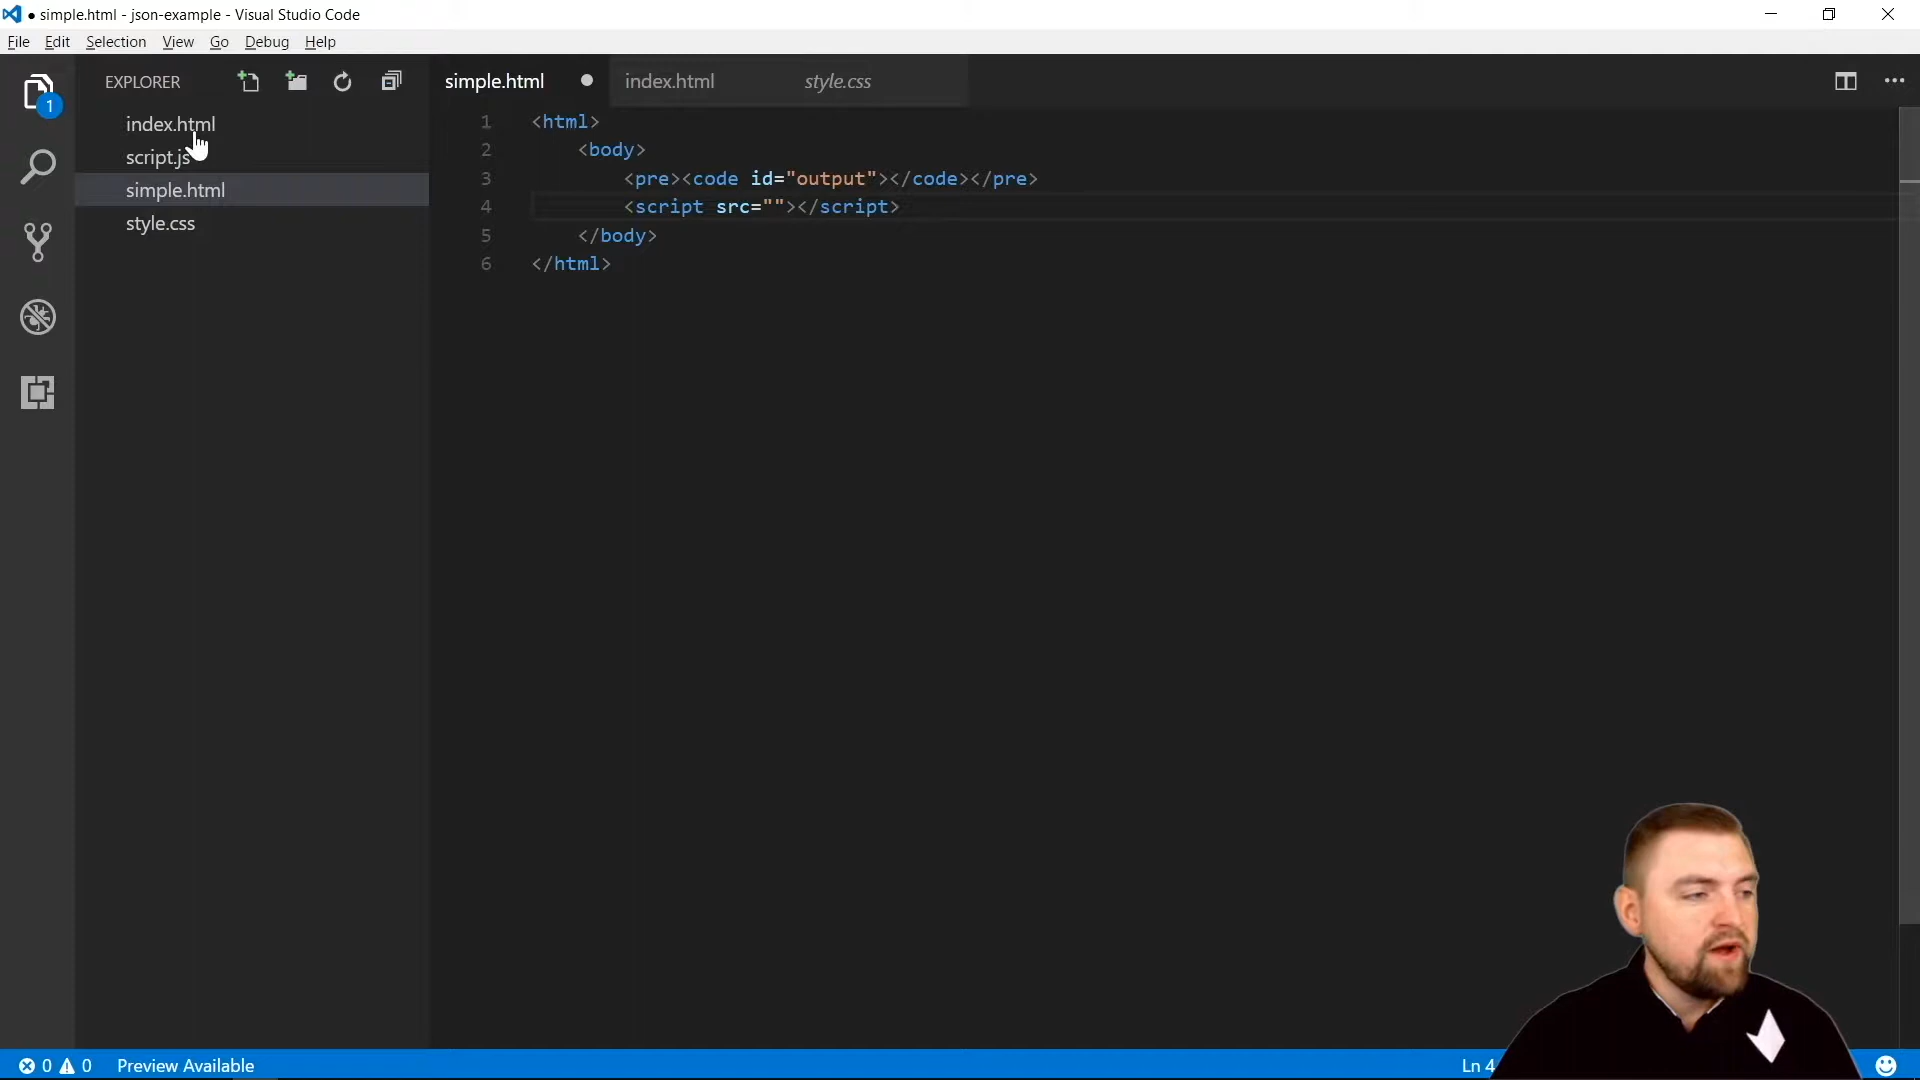 ● simple.html - json-example - Visual Studio Code
File Edit Selection View Go Debug Help
EXPLORER
1
index.html
script.js
simple.html
style.css
simple.html ● index.html style.css
1 <html>
2 <body>
3 <pre><code id="output"></code></pre>
4 <script src=""></script>
5 </body>
6 </html>
0 0 Preview Available
Ln 4